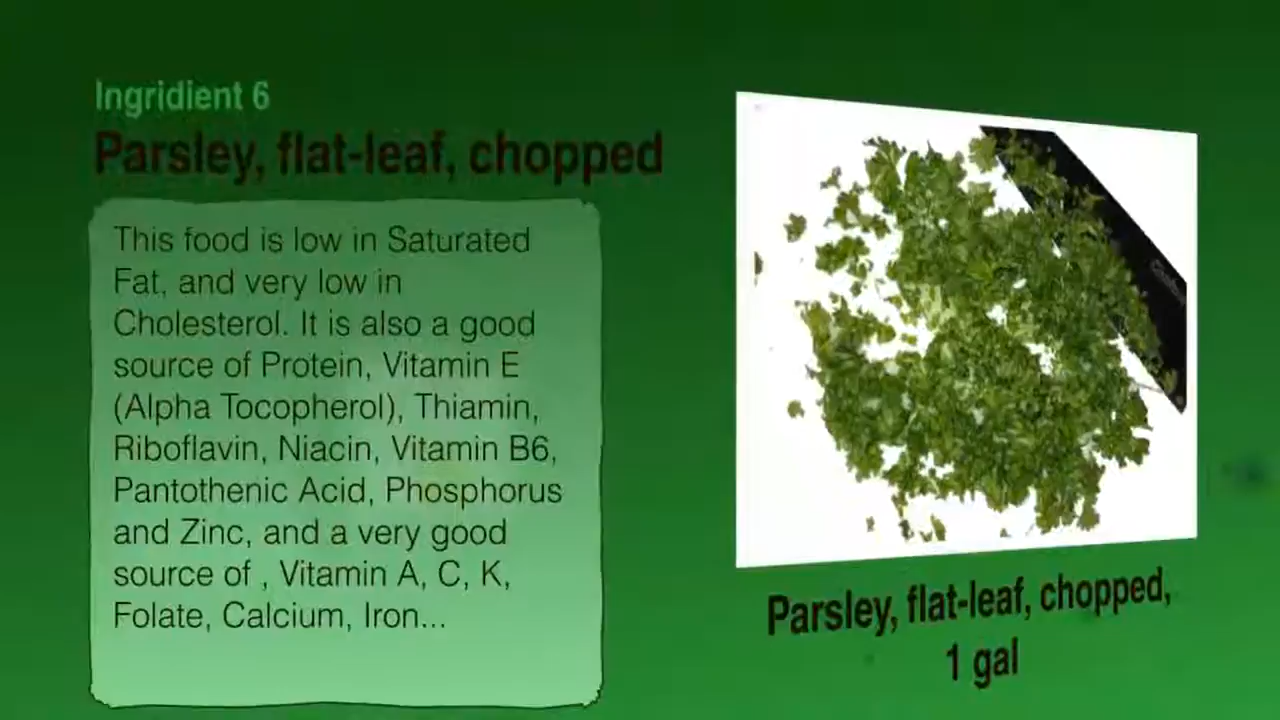 Ingridient 6
Parsley, flat-leaf, chopped
This food is low in Saturated
Fat, and very low in
Cholesterol. It is also a good
source of Protein, Vitamin E
(Alpha Tocopherol), Thiamin,
Riboflavin, Niacin, Vitamin B6,
Pantothenic Acid, Phosphorus
and Zinc, and a very good
source of , Vitamin A, C, K,
Folate, Calcium, Iron...
Parsley, flat-leaf, chopped,
1 gal